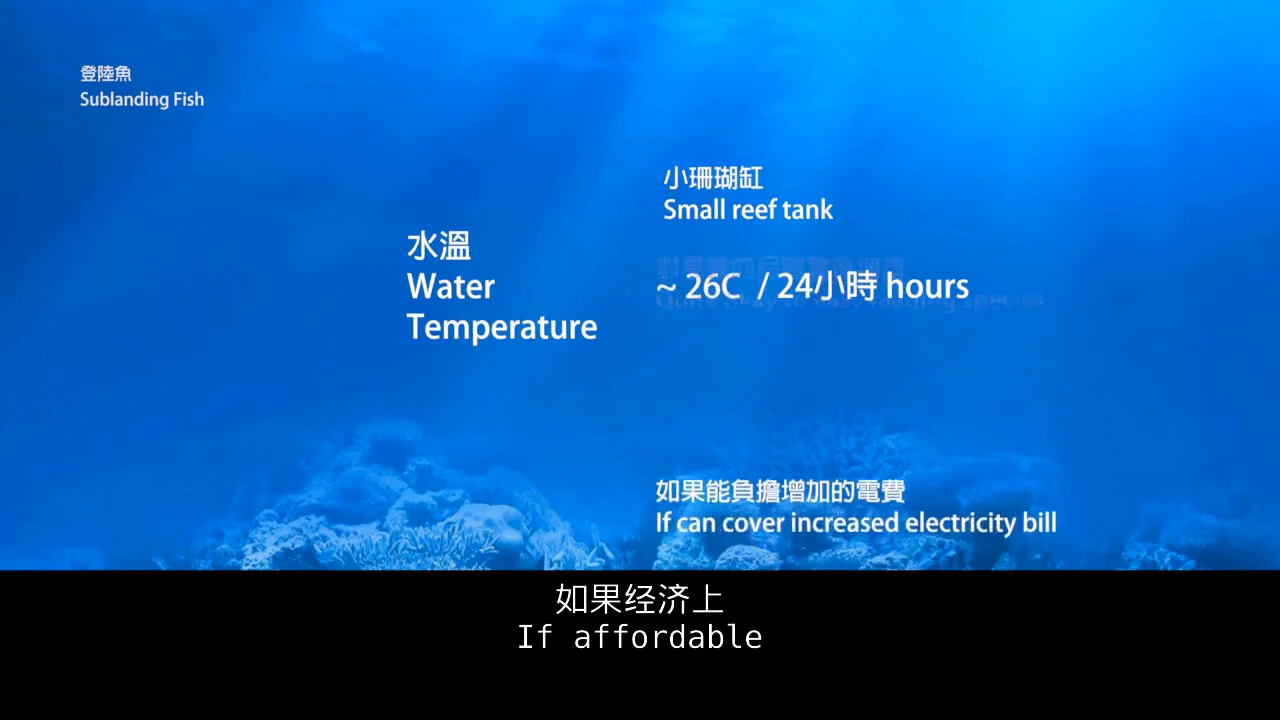 登陸魚
Sublanding Fish
小珊瑚缸
Small reef tank
水溫
Water
Temperature
~ 26C / 24小時 hours
如果能負擔增加的電費
If can cover increased electricity bill
如果经济上
If affordable